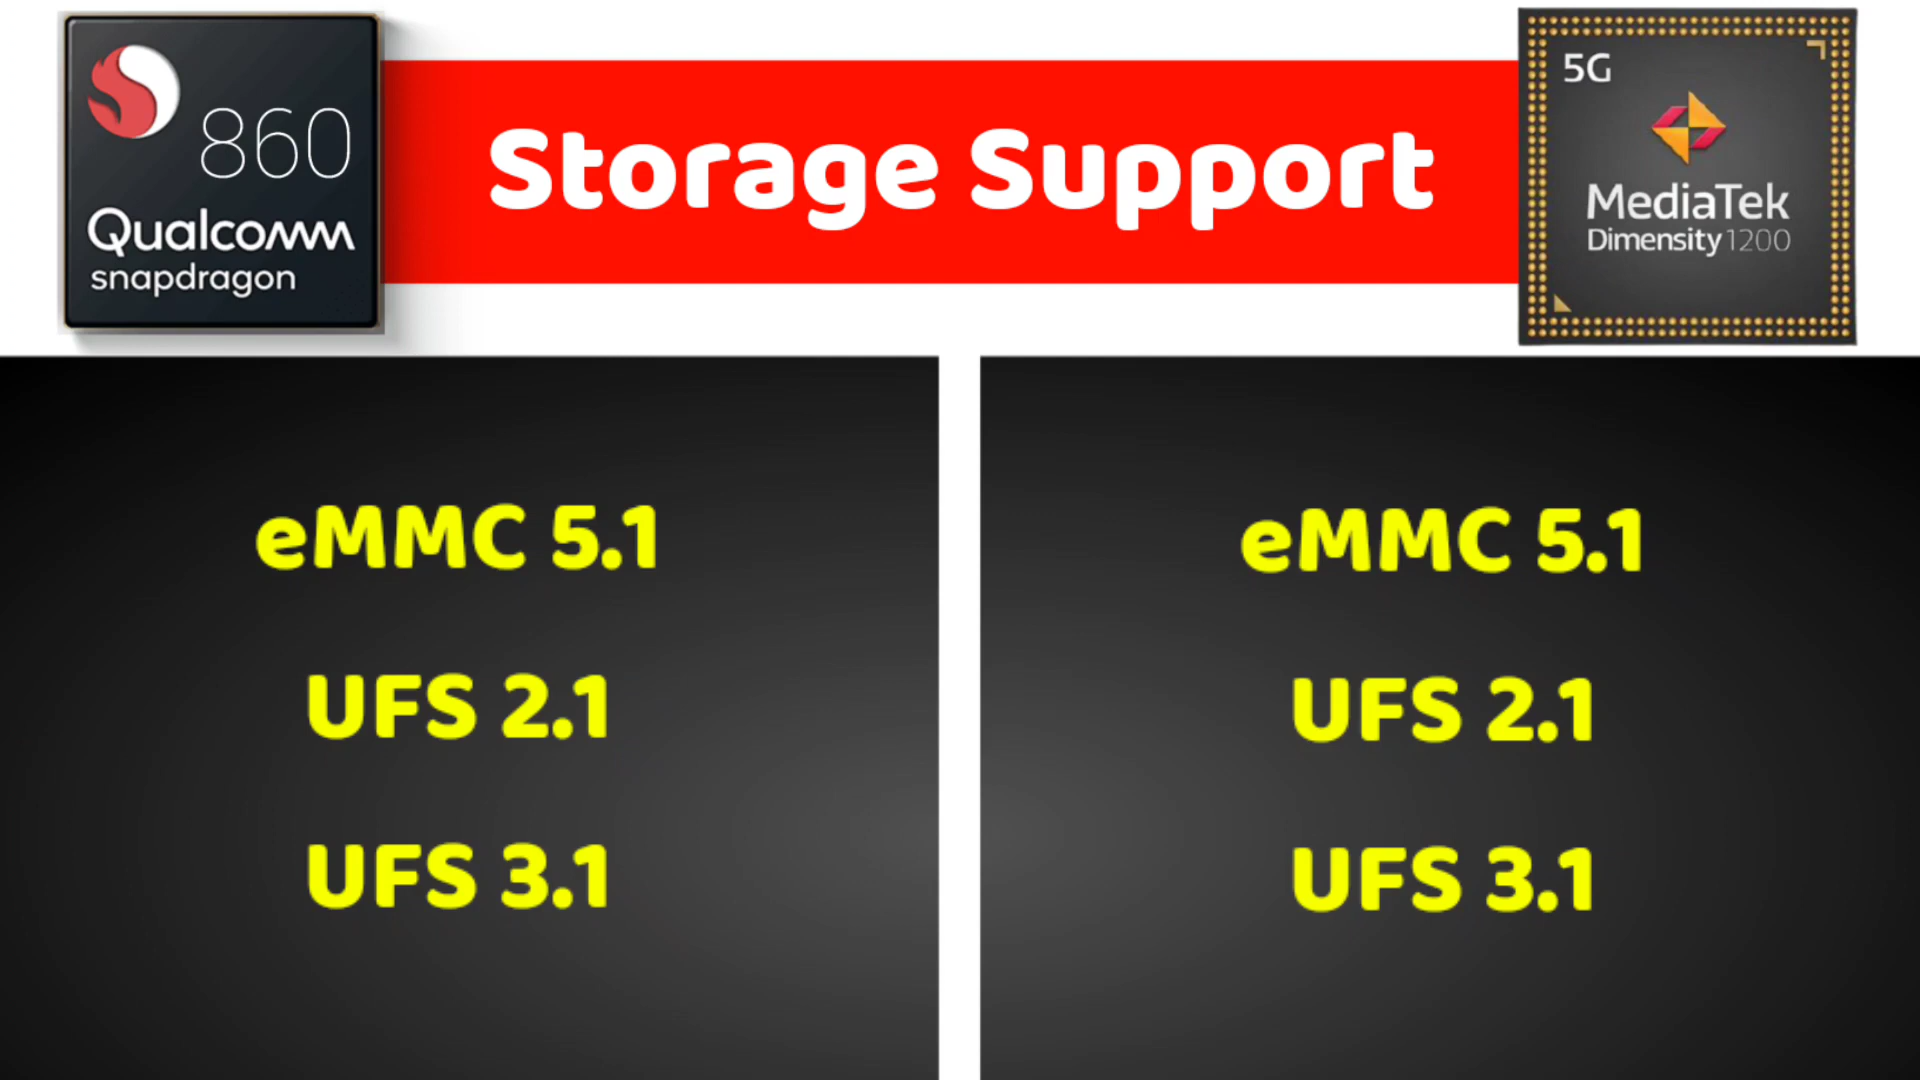 860
Qualcomm
snapdragon
Storage Support
5G
MediaTek
Dimensity 1200
eMMC 5.1
UFS 2.1
UFS 3.1
eMMC 5.1
UFS 2.1
UFS 3.1